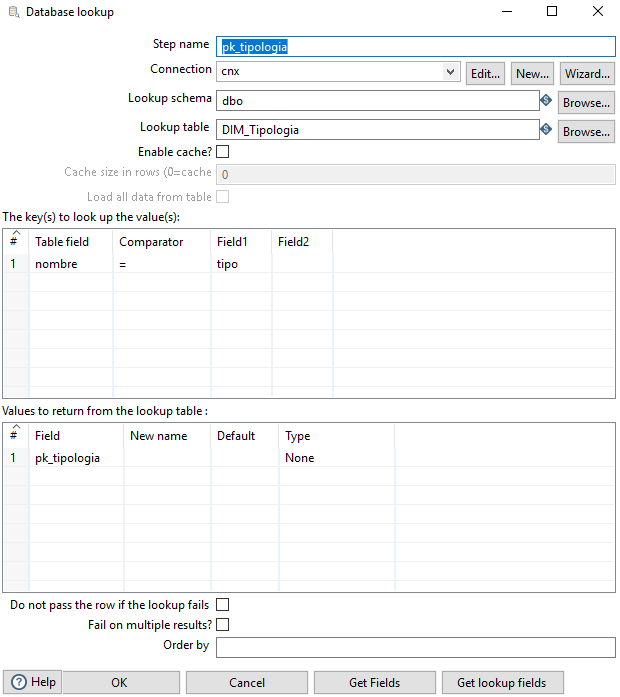 Database lookup
Step name pk_tipologia
Connection cnx Edit... New... Wizard...
Lookup schema dbo Browse...
Lookup table DIM_Tipologia Browse...
Enable cache?
Cache size in rows (0=cache 0
Load all data from table
The key(s) to look up the value(s):
# Table field Comparator Field1 Field2
1 nombre = tipo
Values to return from the lookup table :
# Field New name Default Type
1 pk_tipologia None
Do not pass the row if the lookup fails
Fail on multiple results?
Order by
Help OK Cancel Get Fields Get lookup fields